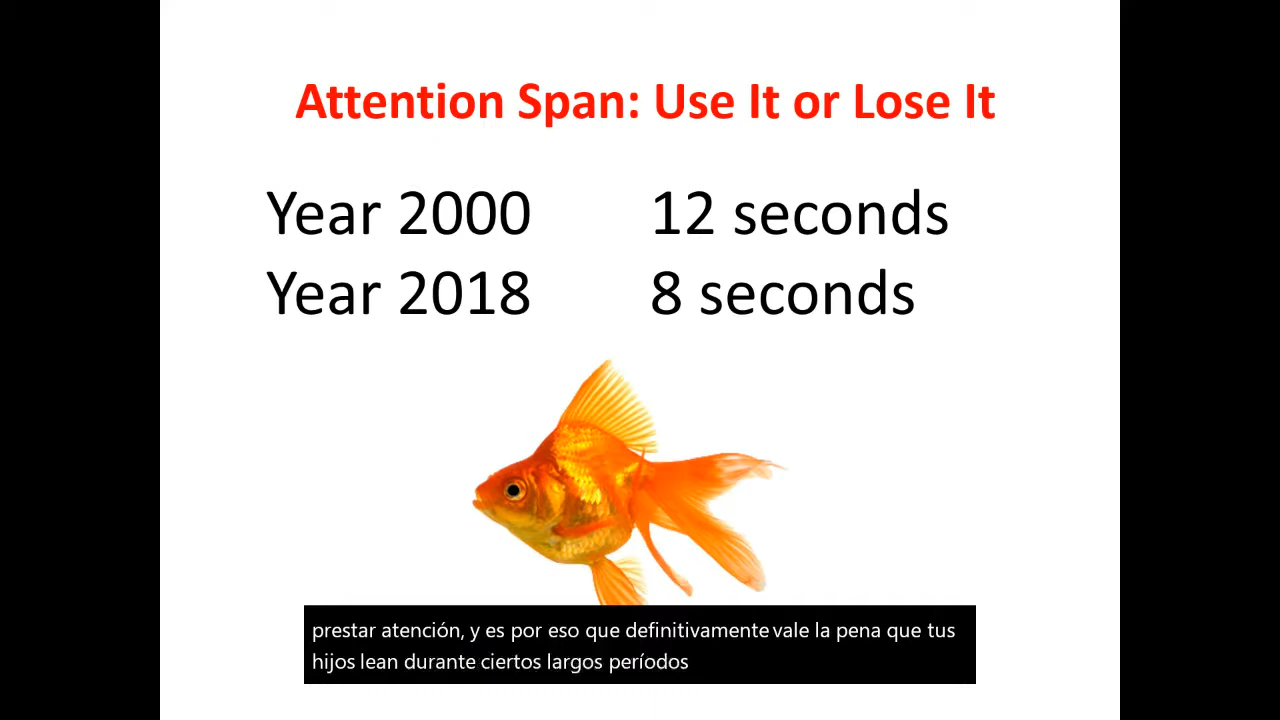 Attention Span: Use It or Lose It
Year 2000 12 seconds
Year 2018 8 seconds
prestar atención, y es por eso que definitivamente vale la pena que tus
hijos lean durante ciertos largos períodos